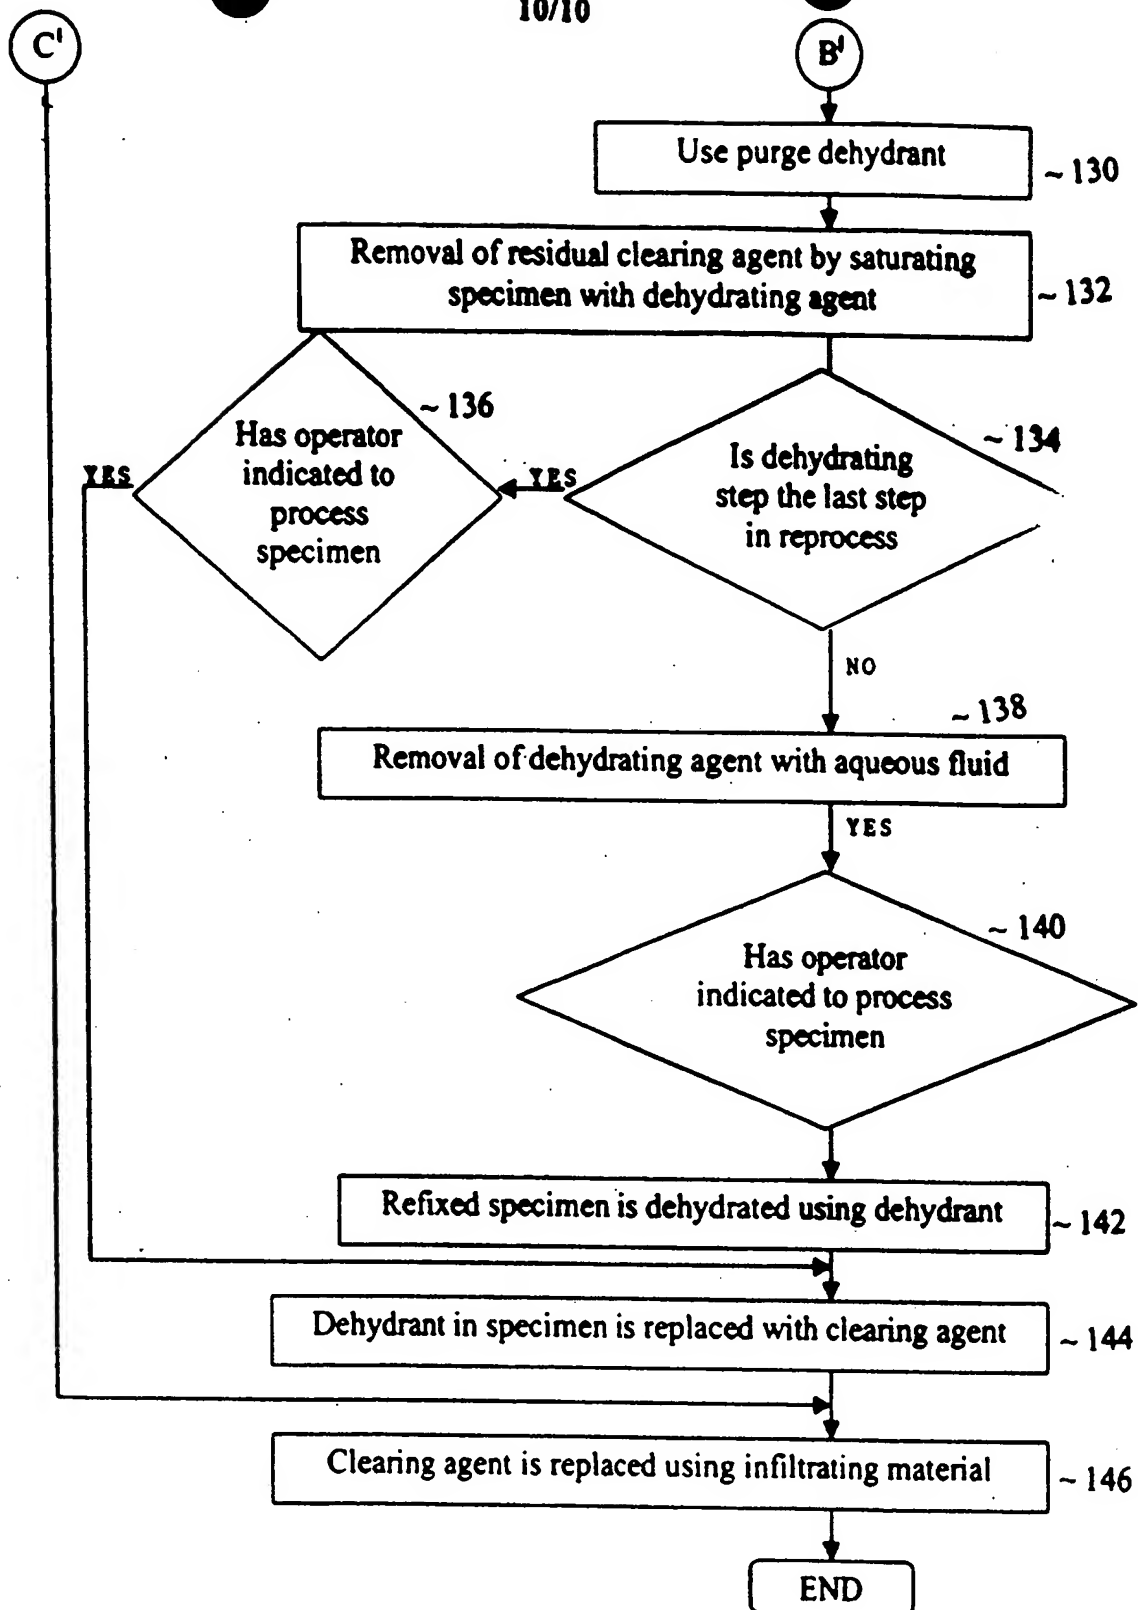 10/10
C'
B'
Use purge dehydrant
~ 130
Removal of residual clearing agent by saturating
specimen with dehydrating agent
~ 132
~ 136
Has operator
indicated to
process
specimen
YES
YES
~ 134
Is dehydrating
step the last step
in reprocess
NO
~ 138
Removal of dehydrating agent with aqueous fluid
YES
~ 140
Has operator
indicated to process
specimen
Refixed specimen is dehydrated using dehydrant
~ 142
Dehydrant in specimen is replaced with clearing agent
~ 144
Clearing agent is replaced using infiltrating material
~ 146
END